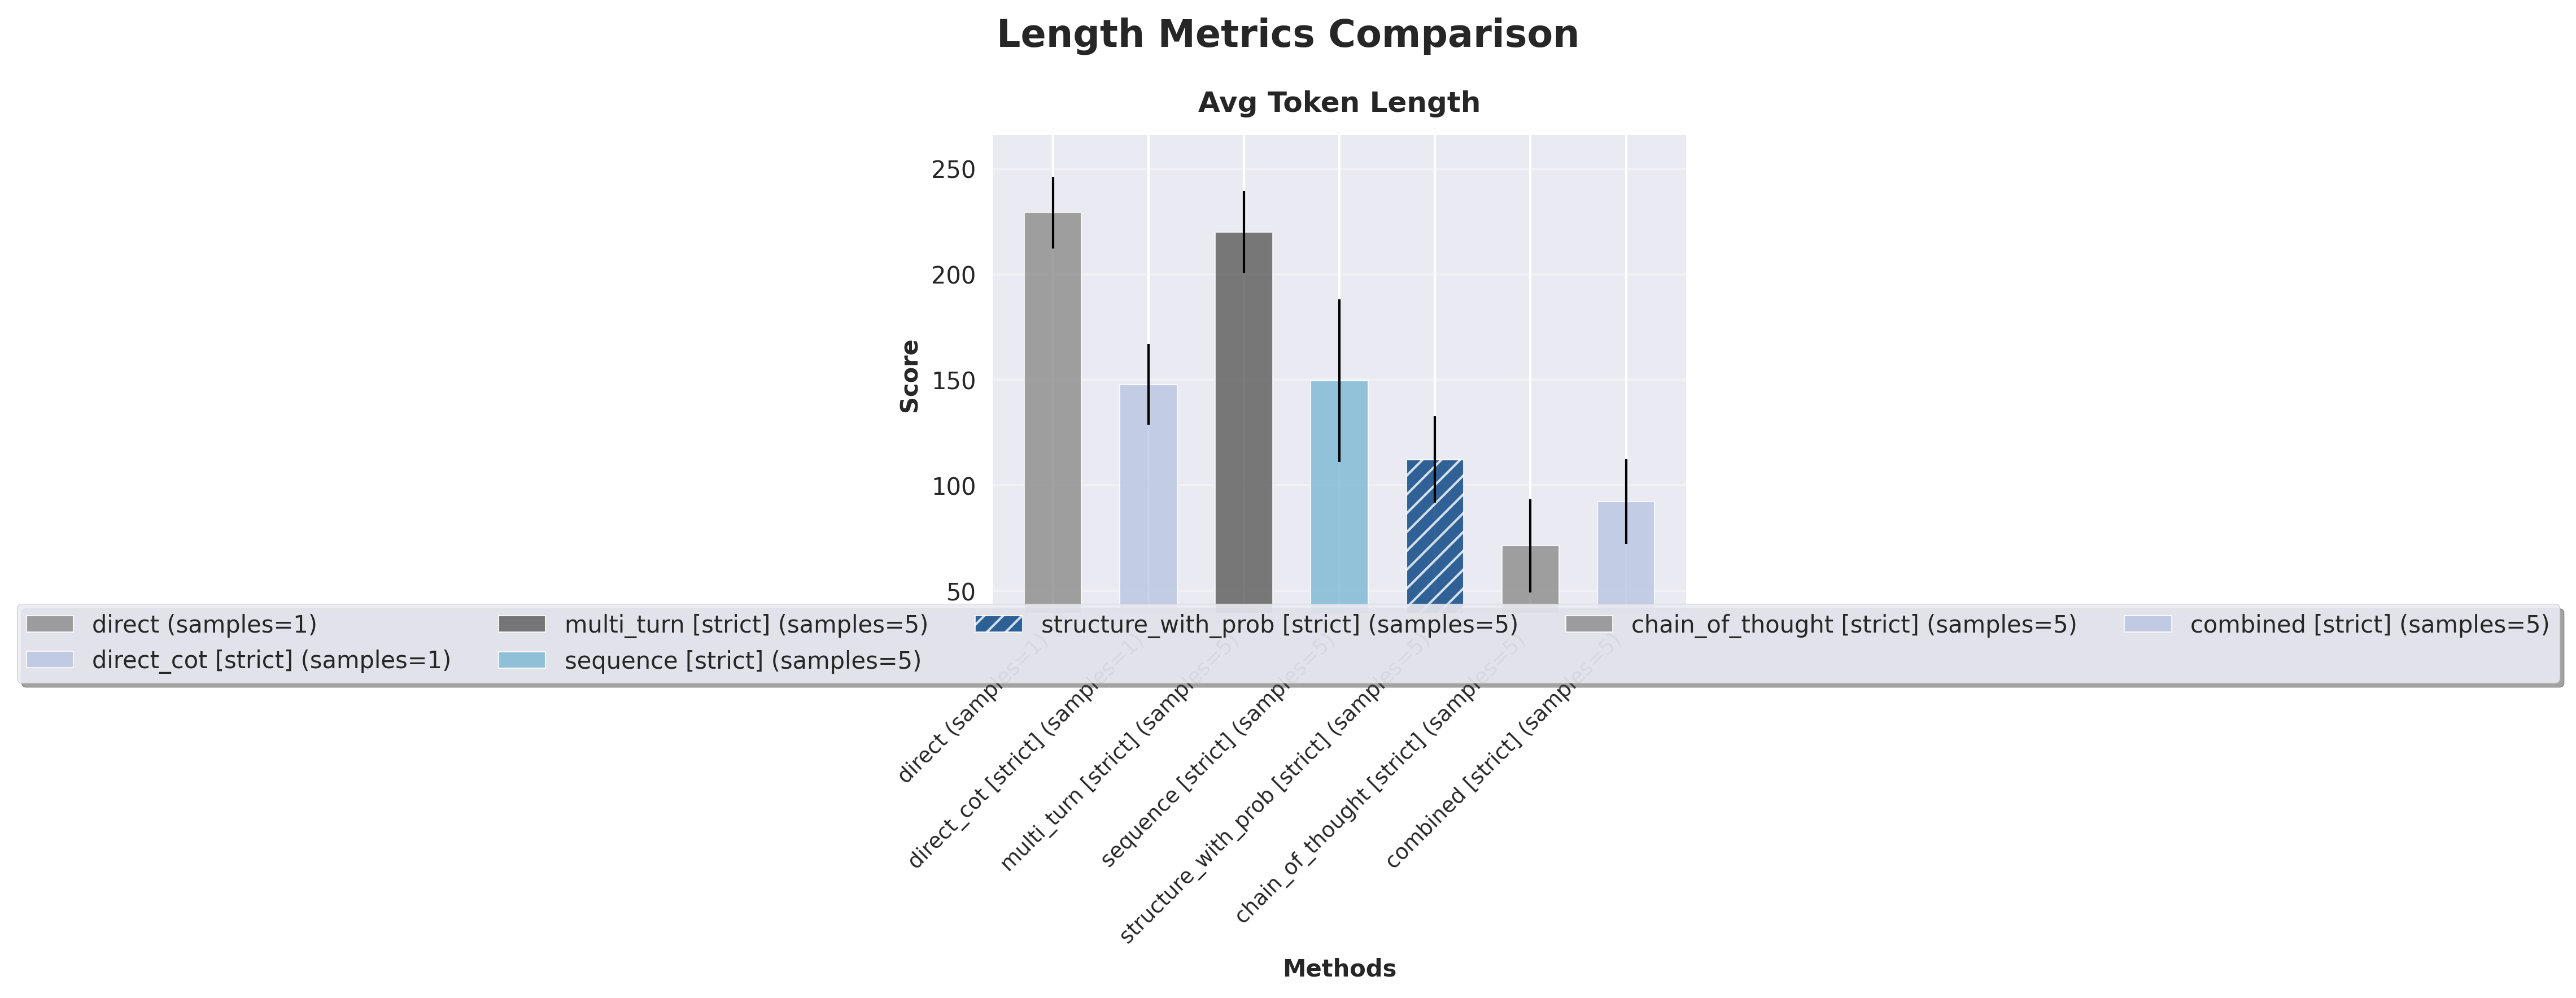 Length Metrics Comparison
Avg Token Length
250
200
150
100
50
Score
direct (samples=1)
multi_turn [strict] (samples=5)
structure_with_prob [strict] (samples=5)
chain_of_thought [strict] (samples=5)
combined [strict] (samples=5)
direct_cot [strict] (samples=1)
sequence [strict] (samples=5)
direct (samples=1)
direct_cot [strict] (samples=1)
multi_turn [strict] (samples=5)
sequence [strict] (samples=5)
structure_with_prob [strict] (samples=5)
chain_of_thought [strict] (samples=5)
combined [strict] (samples=5)
Methods